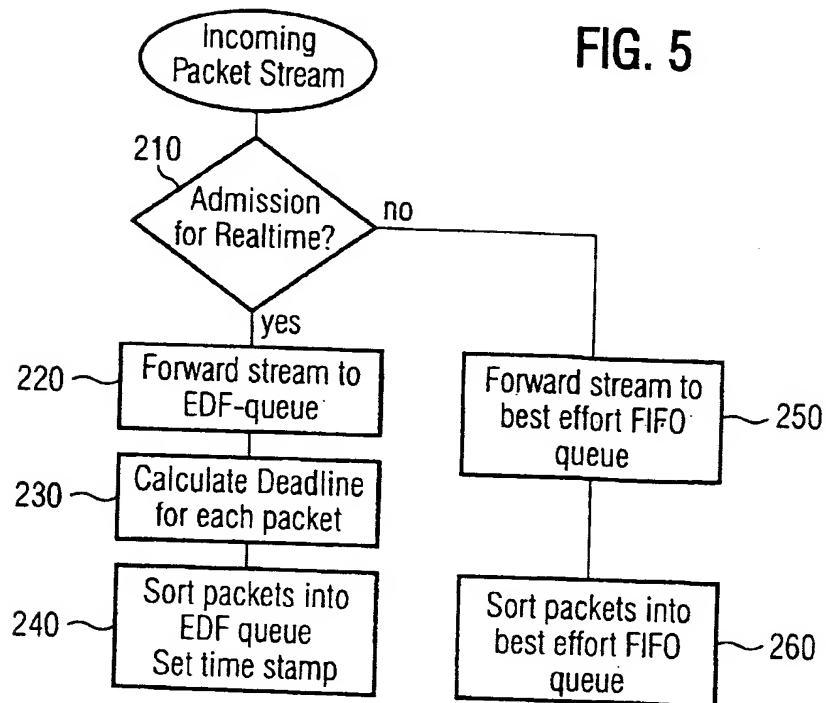 Incoming
Packet Stream
FIG. 5
210
Admission
for Realtime?
no
yes
220
Forward stream to
EDF-queue
230
Calculate Deadline
for each packet
240
Sort packets into
EDF queue
Set time stamp
Forward stream to
best effort FIFO
queue
250
Sort packets into
best effort FIFO
queue
260